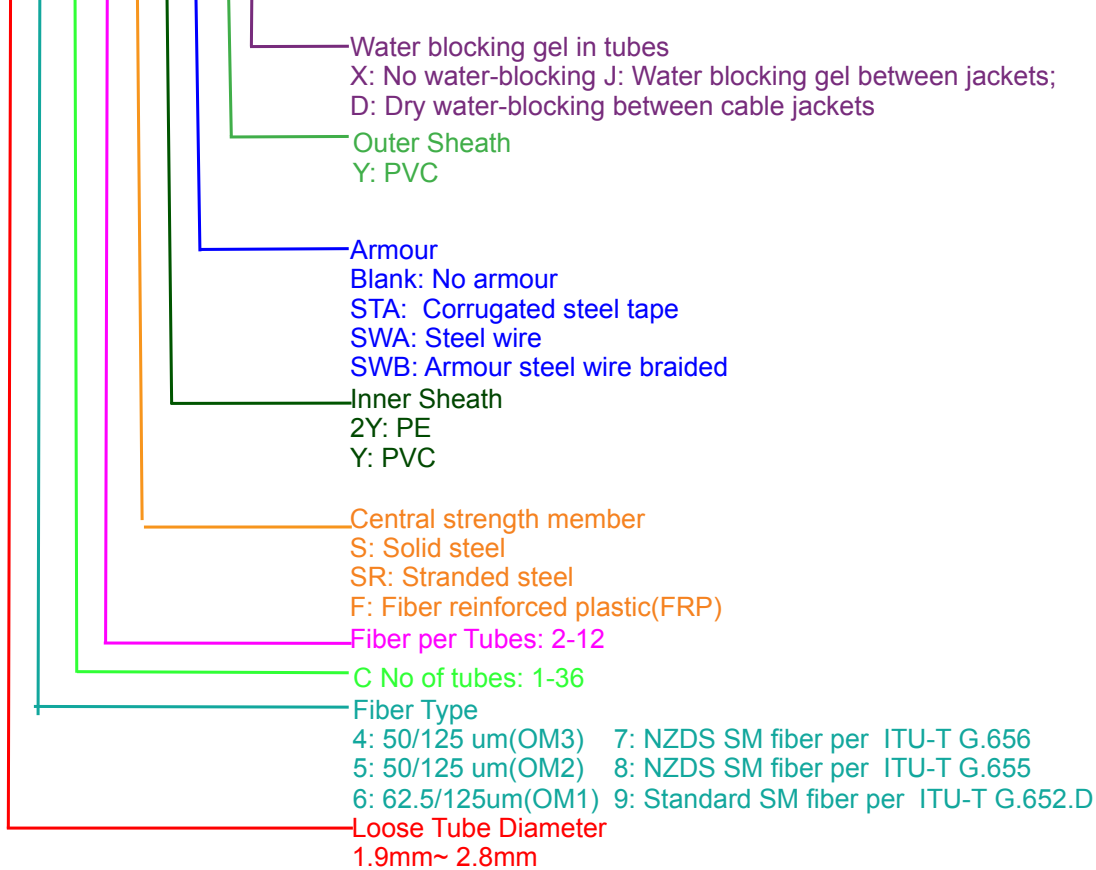 Water blocking gel in tubes
X: No water-blocking J: Water blocking gel between jackets;
D: Dry water-blocking between cable jackets
Outer Sheath
Y: PVC
Armour
Blank: No armour
STA: Corrugated steel tape
SWA: Steel wire
SWB: Armour steel wire braided
Inner Sheath
2Y: PE
Y: PVC
Central strength member
S: Solid steel
SR: Stranded steel
F: Fiber reinforced plastic(FRP)
Fiber per Tubes: 2-12
C No of tubes: 1-36
Fiber Type
4: 50/125 um(OM3) 7: NZDS SM fiber per ITU-T G.656
5: 50/125 um(OM2) 8: NZDS SM fiber per ITU-T G.655
6: 62.5/125um(OM1) 9: Standard SM fiber per ITU-T G.652.D
Loose Tube Diameter
1.9mm~ 2.8mm